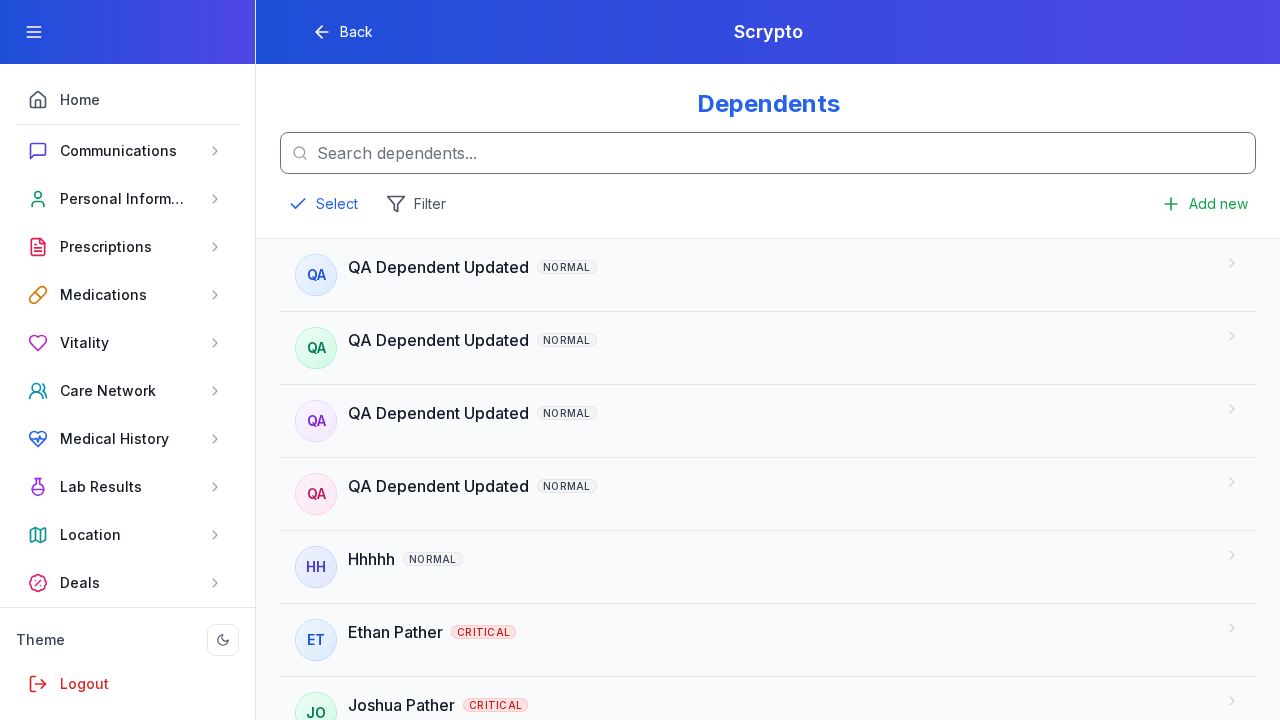 Back
Scrypto
Home
Communications
Personal Inform...
Prescriptions
Medications
Vitality
Care Network
Medical History
Lab Results
Location
Deals
Theme
Logout
Dependents
Search dependents...
Select
Filter
Add new
QA
QA Dependent Updated
NORMAL
QA
QA Dependent Updated
NORMAL
QA
QA Dependent Updated
NORMAL
QA
QA Dependent Updated
NORMAL
HH
Hhhhh
NORMAL
ET
Ethan Pather
CRITICAL
JO
Joshua Pather
CRITICAL